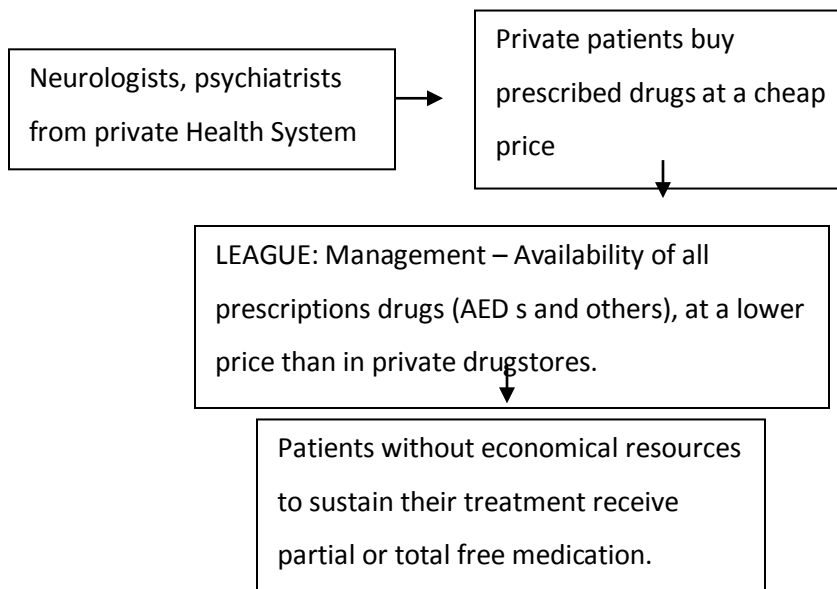 Neurologists, psychiatrists
from private Health System
Private patients buy
prescribed drugs at a cheap
price
LEAGUE: Management – Availability of all
prescriptions drugs (AED s and others), at a lower
price than in private drugstores.
Patients without economical resources
to sustain their treatment receive
partial or total free medication.